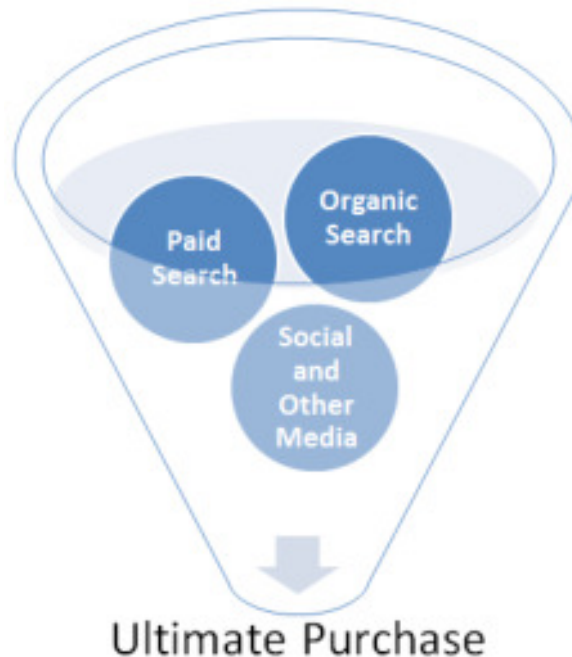 Paid
Search
Organic
Search
Social
and
Other
Media
Ultimate Purchase